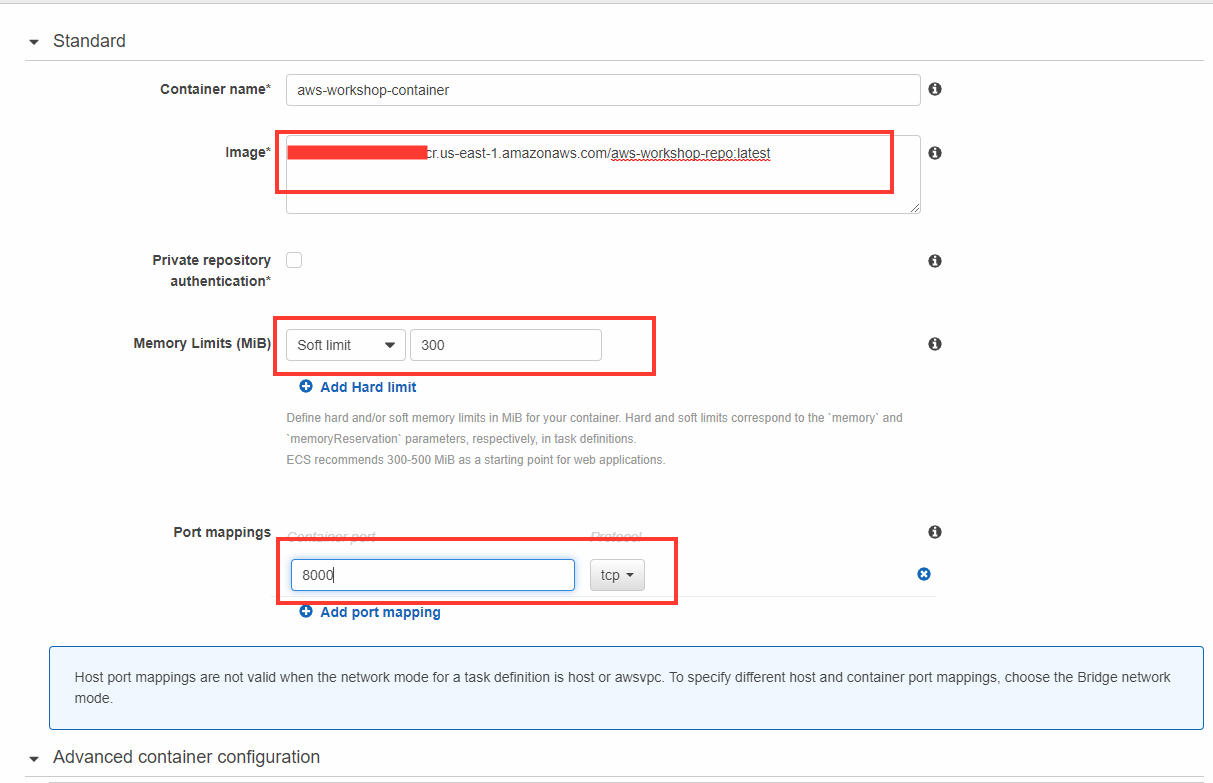 Standard
Container name*
aws-workshop-container
Image*
cr.us-east-1.amazonaws.com/aws-workshop-repo:latest
Private repository
authentication*
Memory Limits (MiB)
Soft limit
300
Add Hard limit
Define hard and/or soft memory limits in MiB for your container. Hard and soft limits correspond to the `memory` and
`memoryReservation` parameters, respectively, in task definitions.
ECS recommends 300-500 MiB as a starting point for web applications.
Port mappings
Container port
Protocol
8000
tcp
Add port mapping
Host port mappings are not valid when the network mode for a task definition is host or awsvpc. To specify different host and container port mappings, choose the Bridge network
mode.
Advanced container configuration